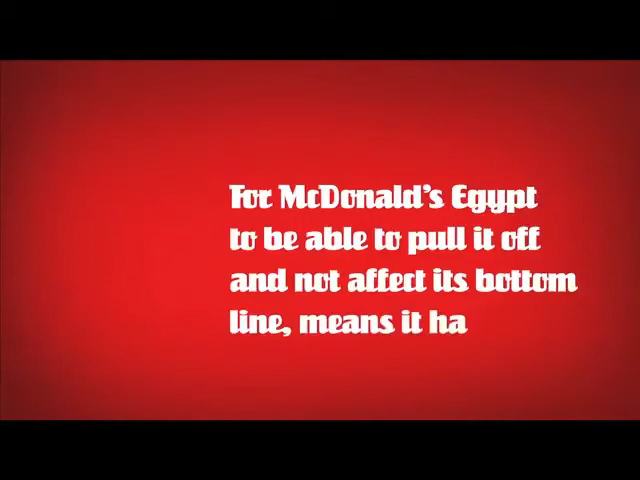 For McDonald's Egypt
to be able to pull it off
and not affect its bottom
line, means it ha